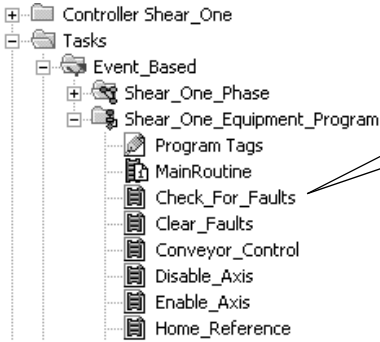 Controller Shear_One
Tasks
Event_Based
Shear_One_Phase
Shear_One_Equipment_Program
Program Tags
MainRoutine
Check_For_Faults
Clear_Faults
Conveyor_Control
Disable_Axis
Enable_Axis
Home_Reference